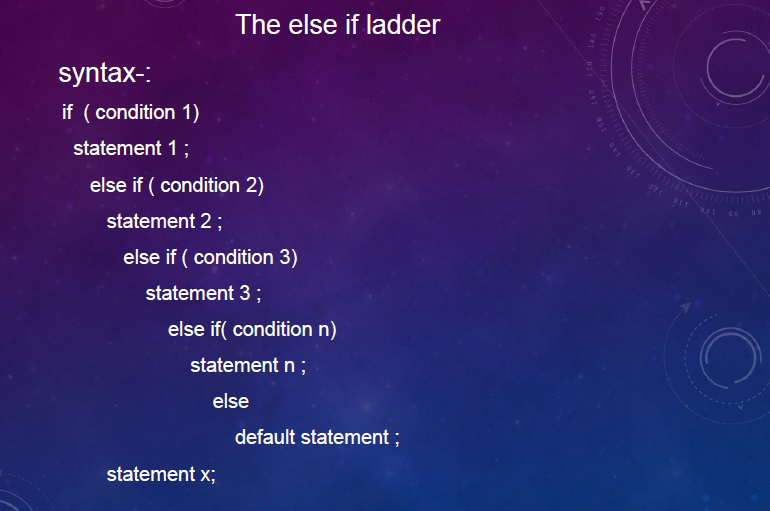 The else if ladder
syntax-:
if ( condition 1)
statement 1 ;
else if ( condition 2)
statement 2 ;
else if ( condition 3)
statement 3 ;
else if( condition n)
statement n ;
else
default statement ;
statement x;